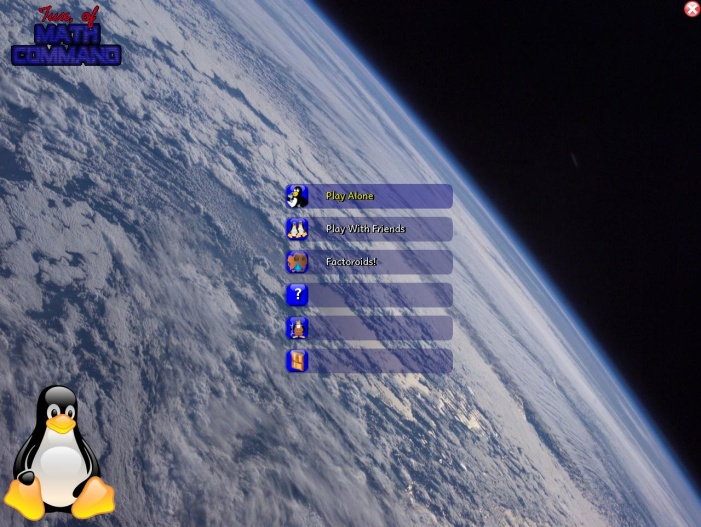 Tux, of
MATH
COMMAND
Play Alone
Play With Friends
Factoroids!
?